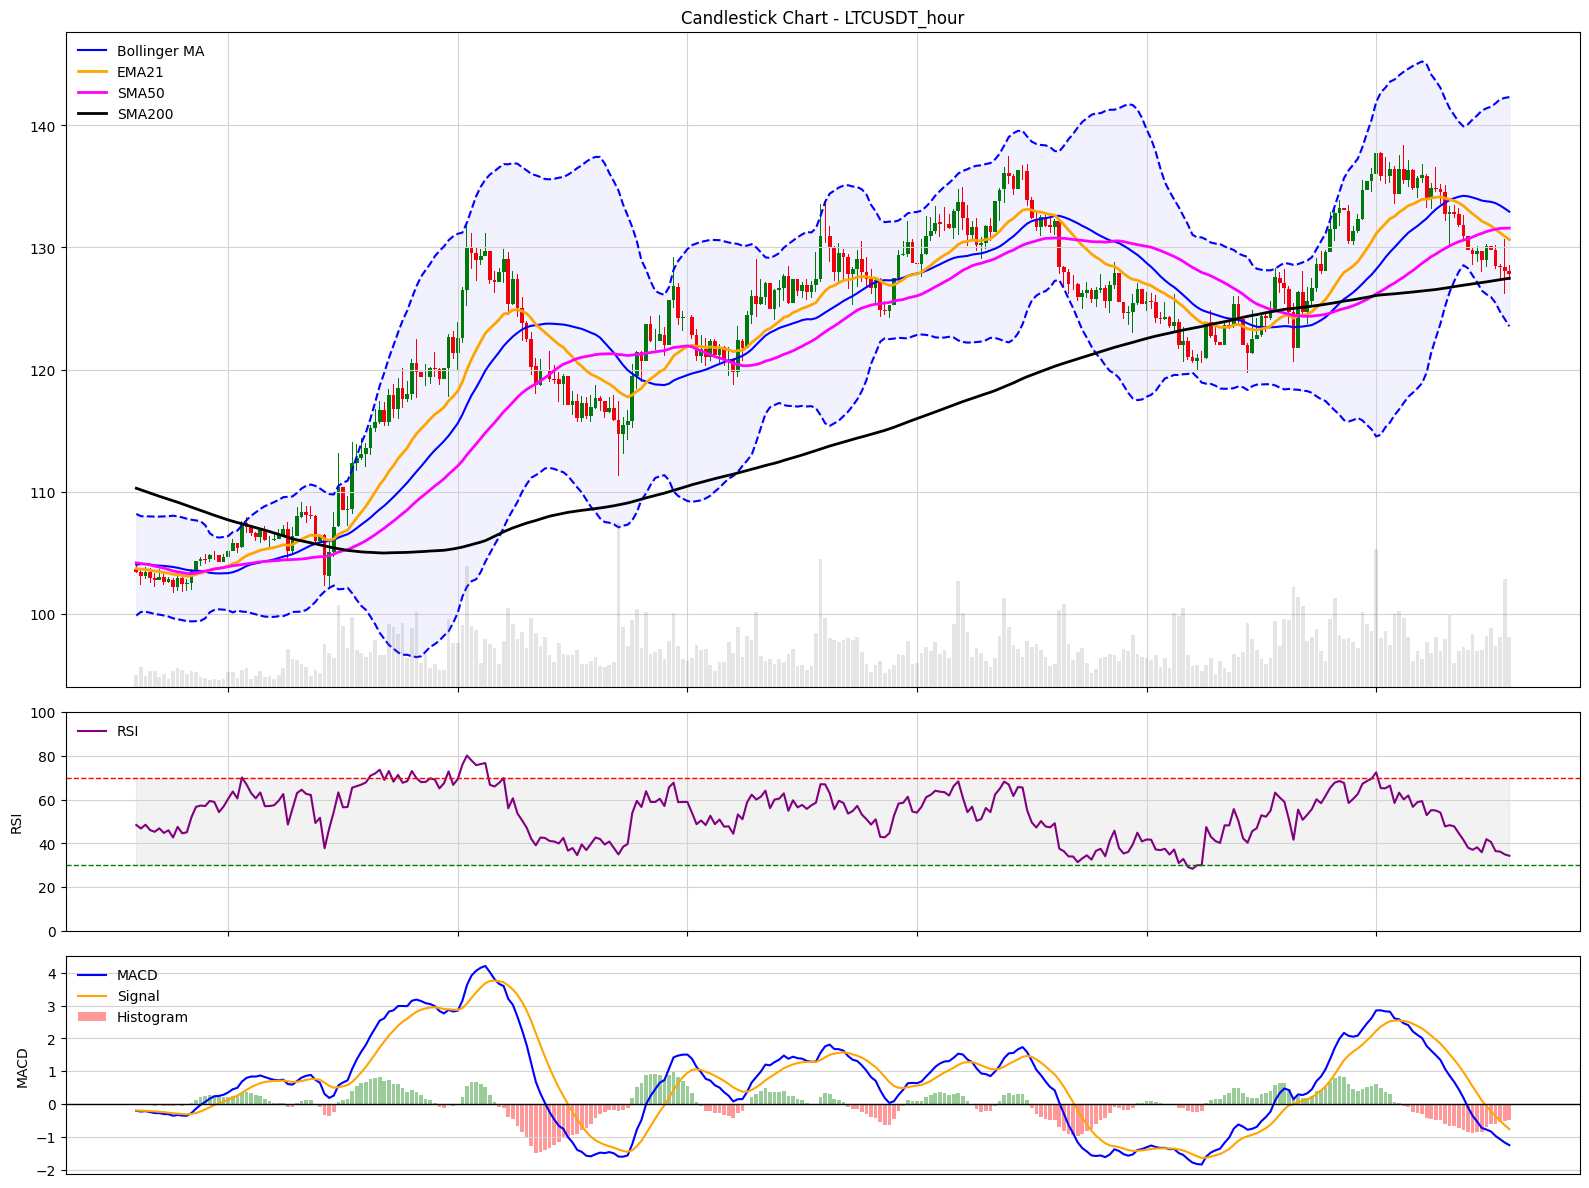 Candlestick Chart - LTCUSDT_hour
Bollinger MA
EMA21
SMA50
SMA200
140
130
120
110
100
RSI
100
80
60
40
20
0
RSI
MACD
Signal
Histogram
4
3
2
1
0
−1
−2
MACD